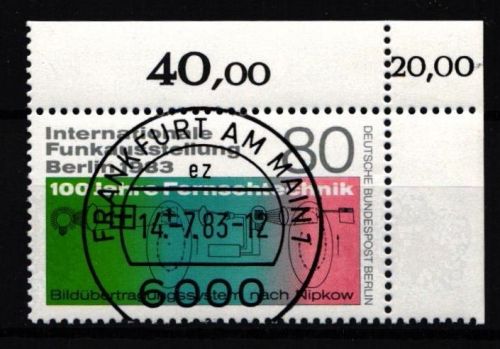 40,00
20,00
Internationale
Funkausstellung
Berlin 1983
80
100 Jahre Fernsehtechnik
DEUTSCHE BUNDESPOST BERLIN
FRANKFURT AM MAIN 1
ez
14.-7.83-12
6000
Bildübertragungssystem nach Nipkow